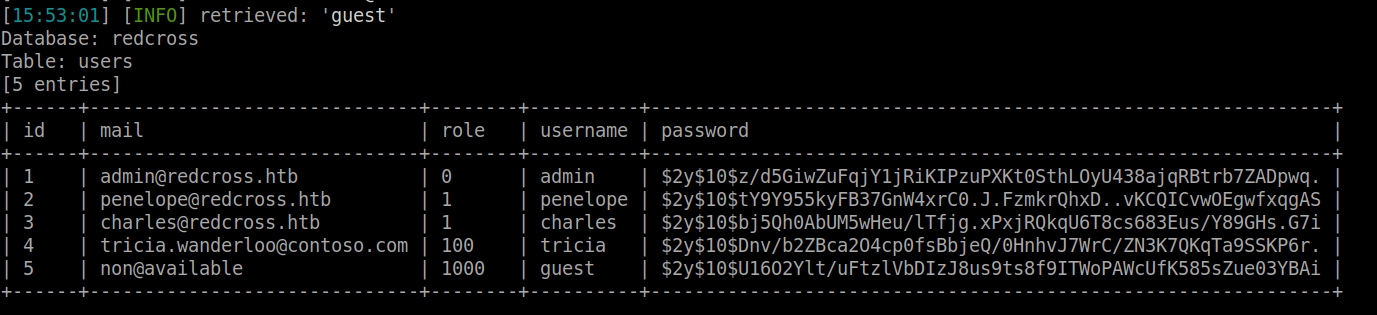 [15:53:01] [INFO] retrieved: 'guest'
Database: redcross
Table: users
[5 entries]
+------+------------------------------+--------+----------+--------------------------------------------------------------+
| id   | mail                         | role   | username | password                                                     |
+------+------------------------------+--------+----------+--------------------------------------------------------------+
| 1    | admin@redcross.htb           | 0      | admin    | $2y$10$z/d5GiwZuFqjY1jRiKIPzuPXKt0SthLOyU438ajqRBtrb7ZADpwq. |
| 2    | penelope@redcross.htb        | 1      | penelope | $2y$10$tY9Y955kyFB37GnW4xrC0.J.FzmkrQhxD..vKCQICvwOEgwfxqgAS |
| 3    | charles@redcross.htb         | 1      | charles  | $2y$10$bj5Qh0AbUM5wHeu/lTfjg.xPxjRQkqU6T8cs683Eus/Y89GHs.G7i |
| 4    | tricia.wanderloo@contoso.com | 100    | tricia   | $2y$10$Dnv/b2ZBca2O4cp0fsBbjeQ/0HnhvJ7WrC/ZN3K7QKqTa9SSKP6r. |
| 5    | non@available                | 1000   | guest    | $2y$10$U16O2Ylt/uFtzlVbDIzJ8us9ts8f9ITWoPAWcUfK585sZue03YBAi |
+------+------------------------------+--------+----------+--------------------------------------------------------------+